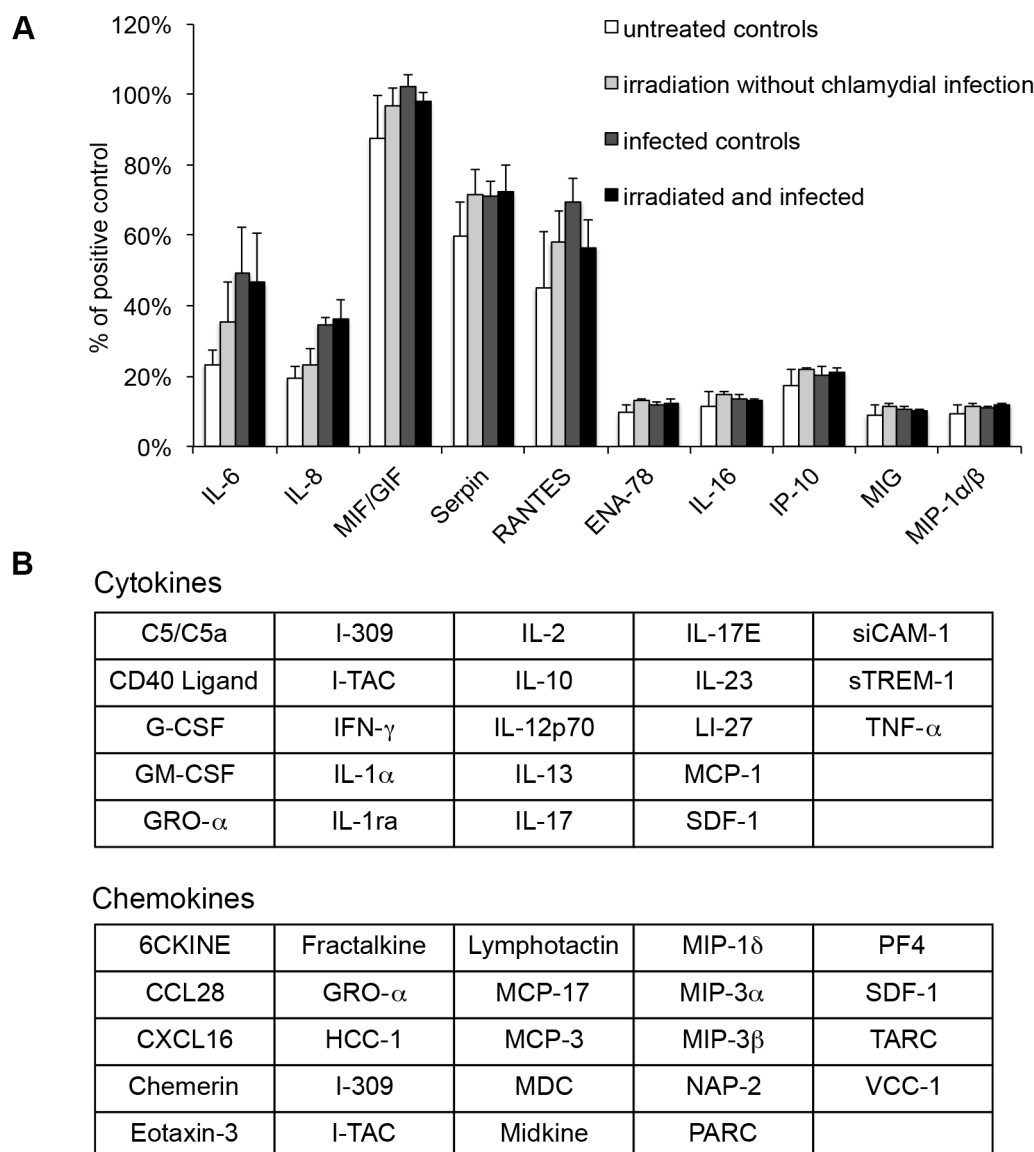 A
120%
100%
80%
60%
40%
20%
0%
% of positive control
untreated controls
irradiation without chlamydial infection
infected controls
irradiated and infected
IL-6
IL-8
MIF/GIF
Serpin
RANTES
ENA-78
IL-16
IP-10
MIG
MIP-1α/β
B
Cytokines
C5/C5a I-309 IL-2 IL-17E siCAM-1
CD40 Ligand I-TAC IL-10 IL-23 sTREM-1
G-CSF IFN-γ IL-12p70 LI-27 TNF-α
GM-CSF IL-1α IL-13 MCP-1
GRO-α IL-1ra IL-17 SDF-1
Chemokines
6CKINE Fractalkine Lymphotactin MIP-1δ PF4
CCL28 GRO-α MCP-17 MIP-3α SDF-1
CXCL16 HCC-1 MCP-3 MIP-3β TARC
Chemerin I-309 MDC NAP-2 VCC-1
Eotaxin-3 I-TAC Midkine PARC